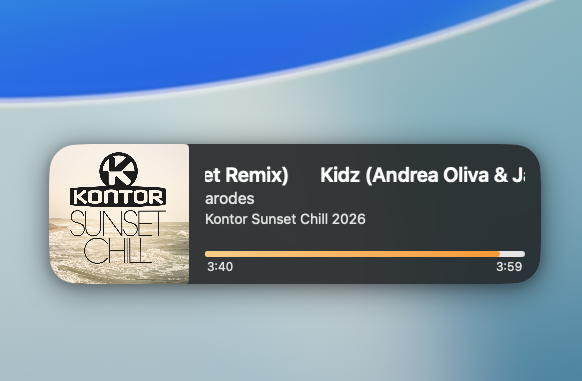 KONTOR
SUNSET
CHILL
et Remix) Kidz (Andrea Oliva & Ja
arodes
Kontor Sunset Chill 2026
3:40 3:59